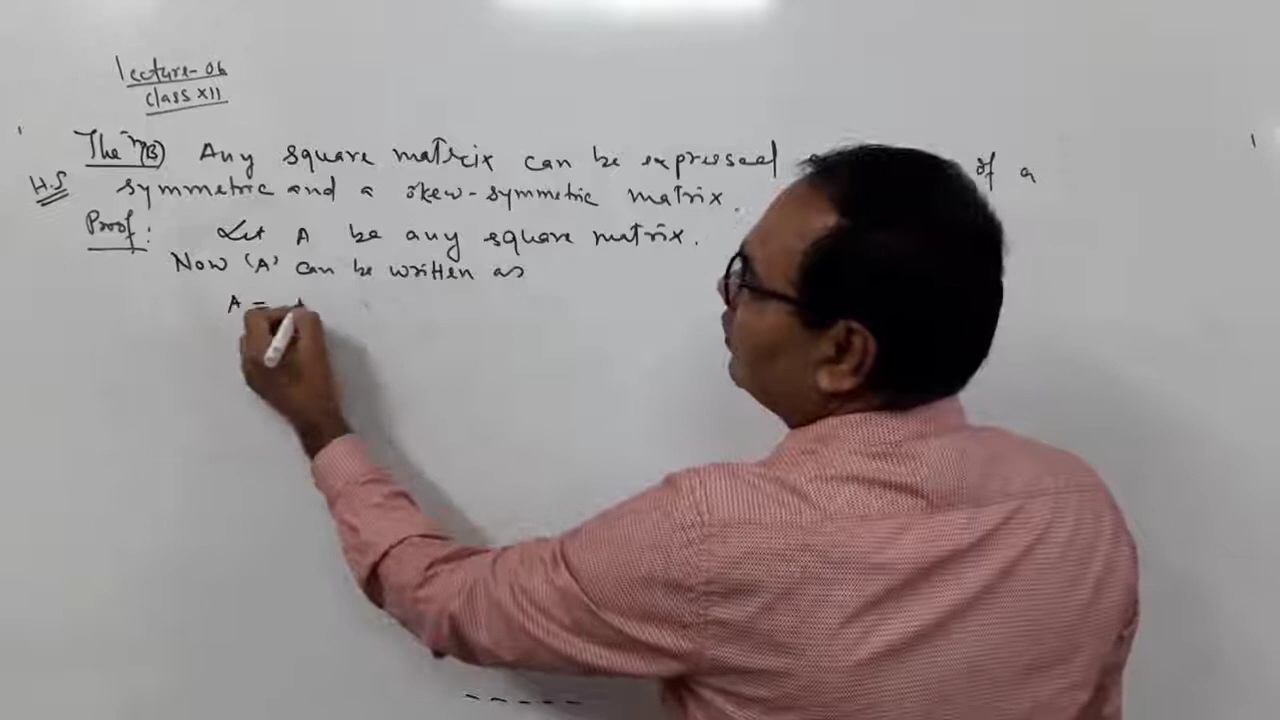 Lecture-06
Class XII
Any square matrix can be expressed of a
H.S symmetric and a skew-symmetric matrix.
Proof: Let A be any square matrix.
Now 'A' can be written as
A =